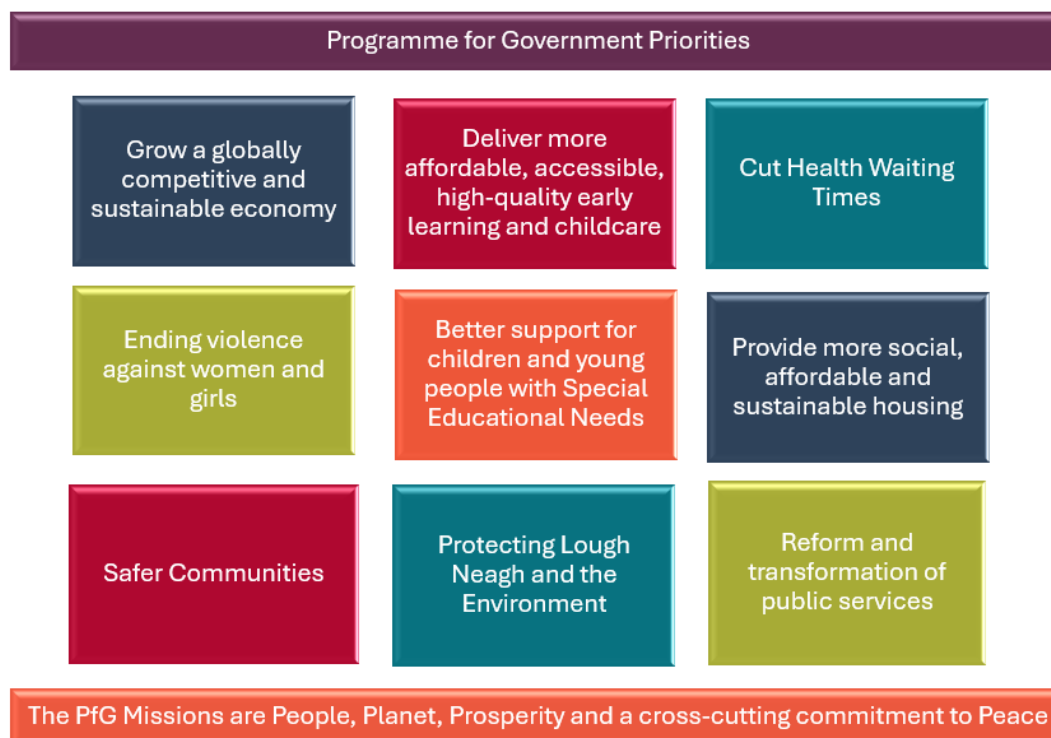 Programme for Government Priorities
Grow a globally
competitive and
sustainable economy
Deliver more
affordable, accessible,
high-quality early
learning and childcare
Cut Health Waiting
Times
Ending violence
against women and
girls
Better support for
children and young
people with Special
Educational Needs
Provide more social,
affordable and
sustainable housing
Safer Communities
Protecting Lough
Neagh and the
Environment
Reform and
transformation of
public services
The PfG Missions are People, Planet, Prosperity and a cross-cutting commitment to Peace